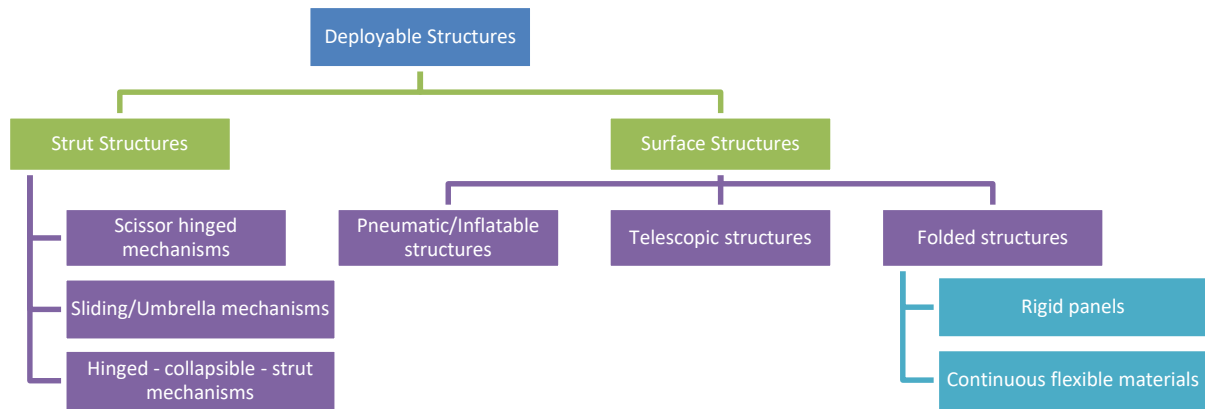 Deployable Structures
Strut Structures
Surface Structures
Scissor hinged
mechanisms
Pneumatic/Inflatable
structures
Telescopic structures
Folded structures
Sliding/Umbrella mechanisms
Rigid panels
Hinged - collapsible - strut
mechanisms
Continuous flexible materials